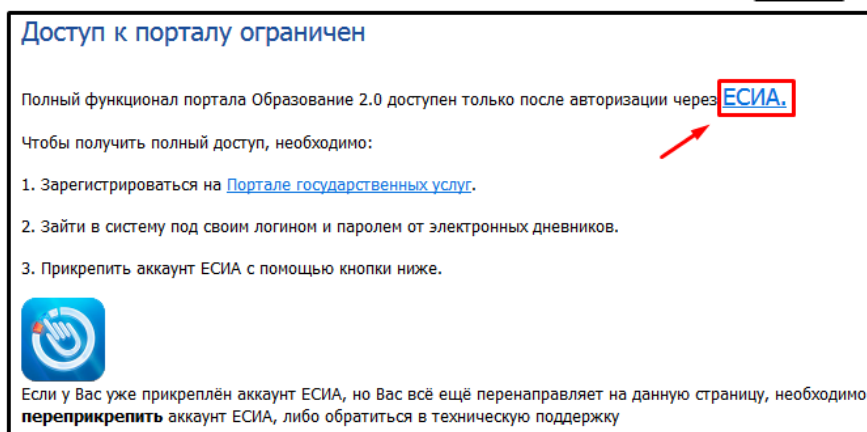 Доступ к порталу ограничен
Полный функционал портала Образование 2.0 доступен только после авторизации через ЕСИА.
Чтобы получить полный доступ, необходимо:
1. Зарегистрироваться на Портале государственных услуг.
2. Зайти в систему под своим логином и паролем от электронных дневников.
3. Прикрепить аккаунт ЕСИА с помощью кнопки ниже.
Если у Вас уже прикреплён аккаунт ЕСИА, но Вас всё ещё перенаправляет на данную страницу, необходимо
переприкрепить аккаунт ЕСИА, либо обратиться в техническую поддержку